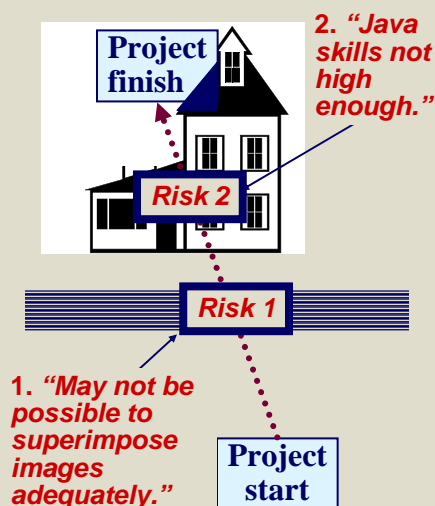 Project
finish
2. “Java
skills not
high
enough.”
Risk 2
Risk 1
1. “May not be
possible to
superimpose
images
adequately.”
Project
start